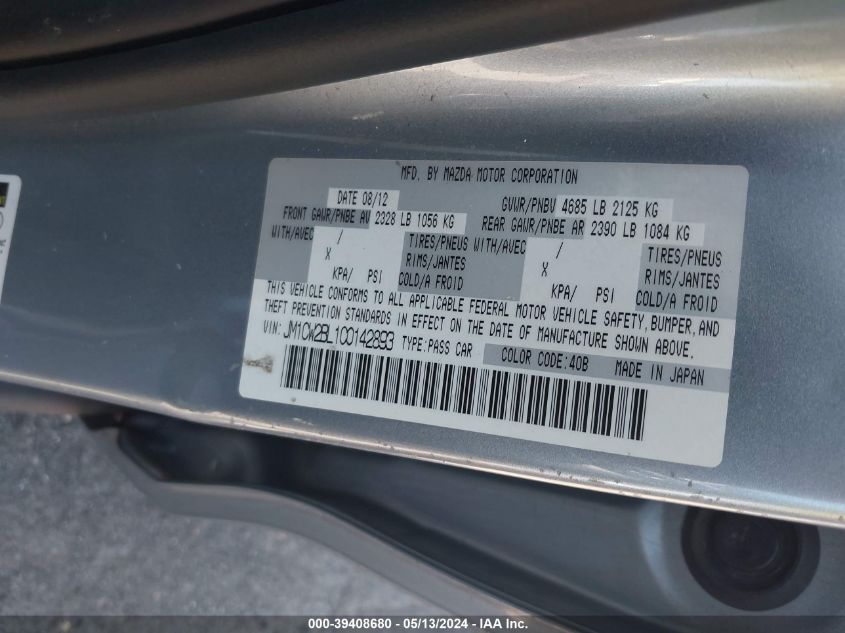 MFD. BY MAZDA MOTOR CORPORATION
DATE 08/12 GVWR/PNBV 4685 LB 2125 KG
FRONT GAWR/PNBE AV 2328 LB 1056 KG REAR GAWR/PNBE AR 2390 LB 1084 KG
WITH/AVEC / TIRES/PNEUS WITH/AVEC / TIRES/PNEUS
X RIMS/JANTES X RIMS/JANTES
KPA/ PSI COLD/A FROID KPA/ PSI COLD/A FROID
THIS VEHICLE CONFORMS TO ALL APPLICABLE FEDERAL MOTOR VEHICLE SAFETY, BUMPER, AND
THEFT PREVENTION STANDARDS IN EFFECT ON THE DATE OF MANUFACTURE SHOWN ABOVE.
VIN: JM1CW2BL1C0142893 TYPE:PASS CAR COLOR CODE:40B MADE IN JAPAN
000-39408680 - 05/13/2024 - IAA Inc.